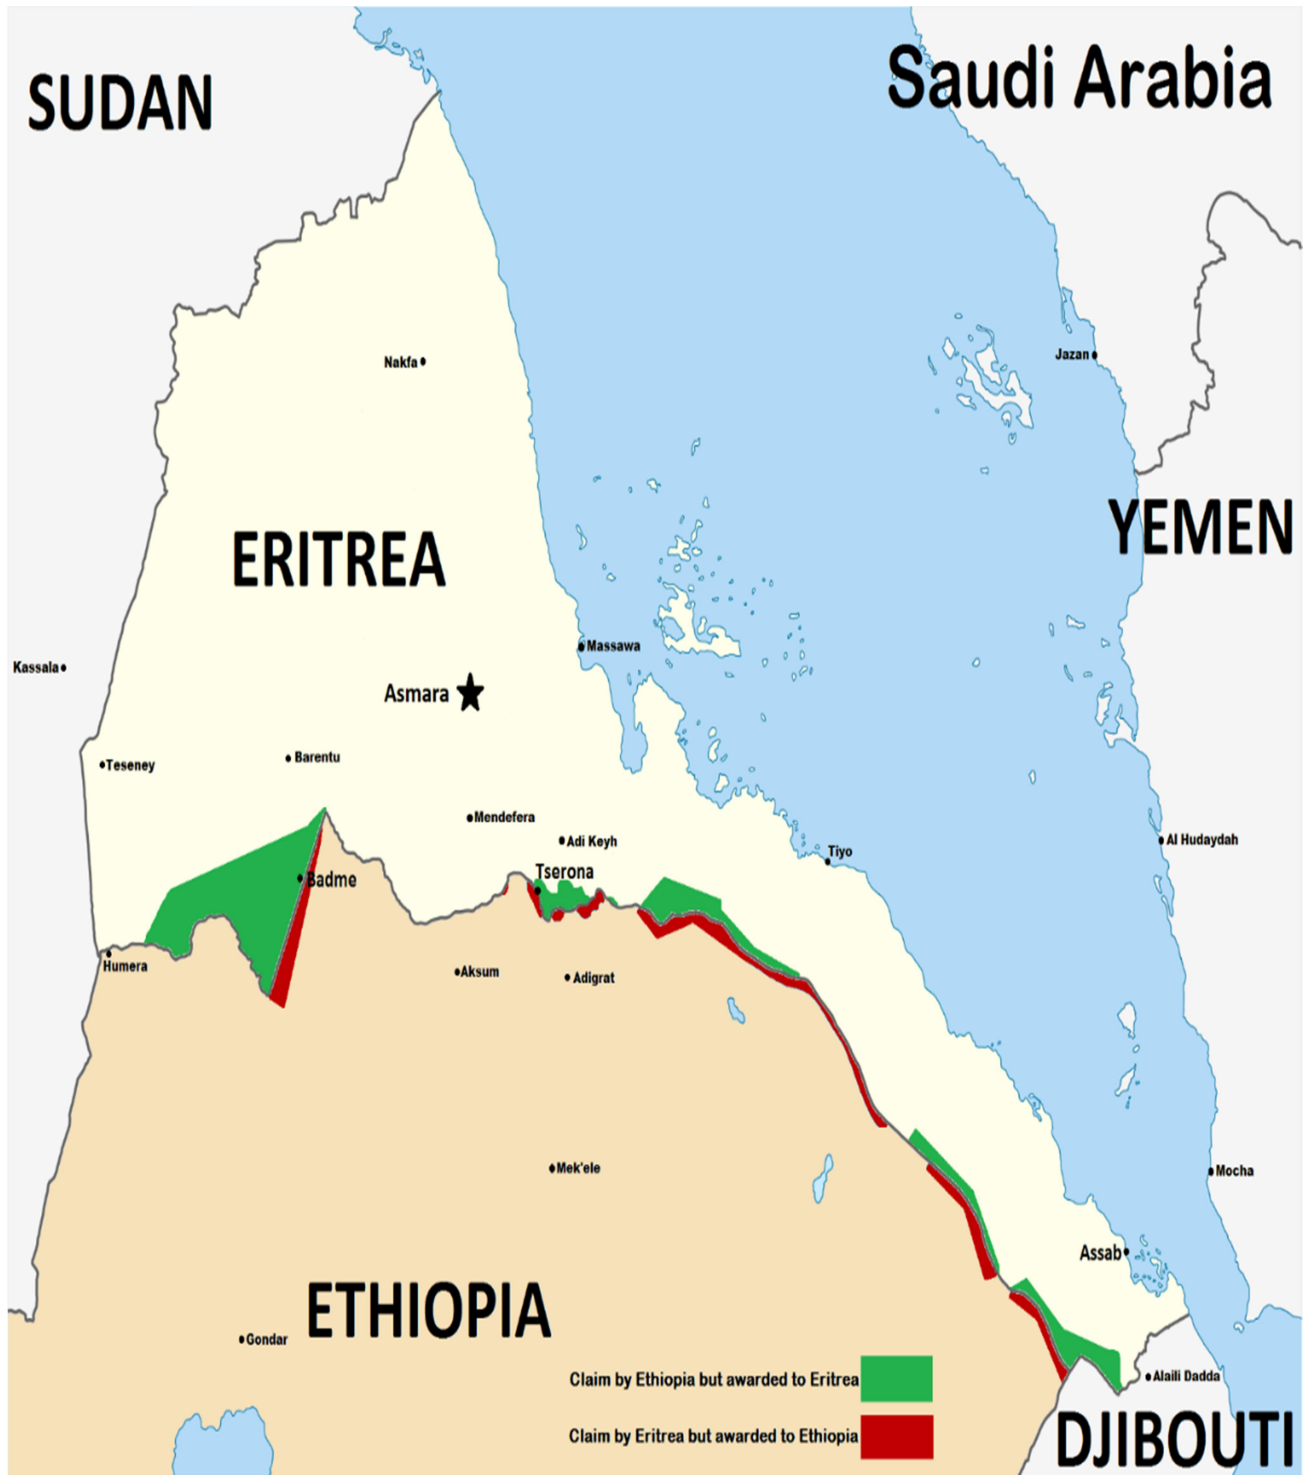 SUDAN
Saudi Arabia
Jazan
Nakfa
YEMEN
ERITREA
Massawa
Kassala
Asmara
Teseney
Barentu
Mendefera
Adi Keyh
Al Hudaydah
Tiyo
Tserona
Badme
Humera
Aksum
Adigrat
Mek'ele
Mocha
Assab
ETHIOPIA
Gondar
Claim by Ethiopia but awarded to Eritrea
Alaili Dadda
Claim by Eritrea but awarded to Ethiopia
DJIBOUTI